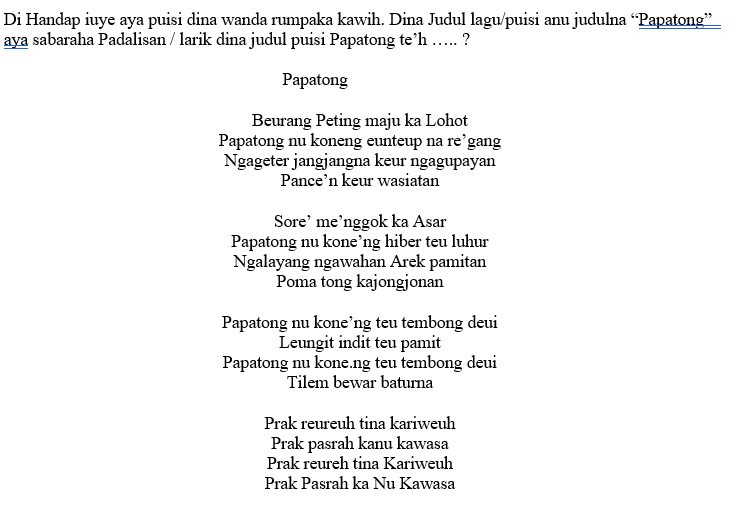 Di Handap iuye aya puisi dina wanda rumpaka kawih. Dina Judul lagu/puisi anu judulna “Papatong”
aya sabaraha Padalisan / larik dina judul puisi Papatong te’h ….. ?
Papatong
Beurang Peting maju ka Lohot
Papatong nu koneng eunteup na re’gang
Ngageter jangjangna keur ngagupayan
Pance’n keur wasiatan
Sore’ me’nggok ka Asar
Papatong nu kone’ng hiber teu luhur
Ngalayang ngawahan Arek pamitan
Poma tong kajongjonan
Papatong nu kone’ng teu tembong deui
Leungit indit teu pamit
Papatong nu kone.ng teu tembong deui
Tilem bewar baturna
Prak reureuh tina kariweuh
Prak pasrah kanu kawasa
Prak reureh tina Kariweuh
Prak Pasrah ka Nu Kawasa